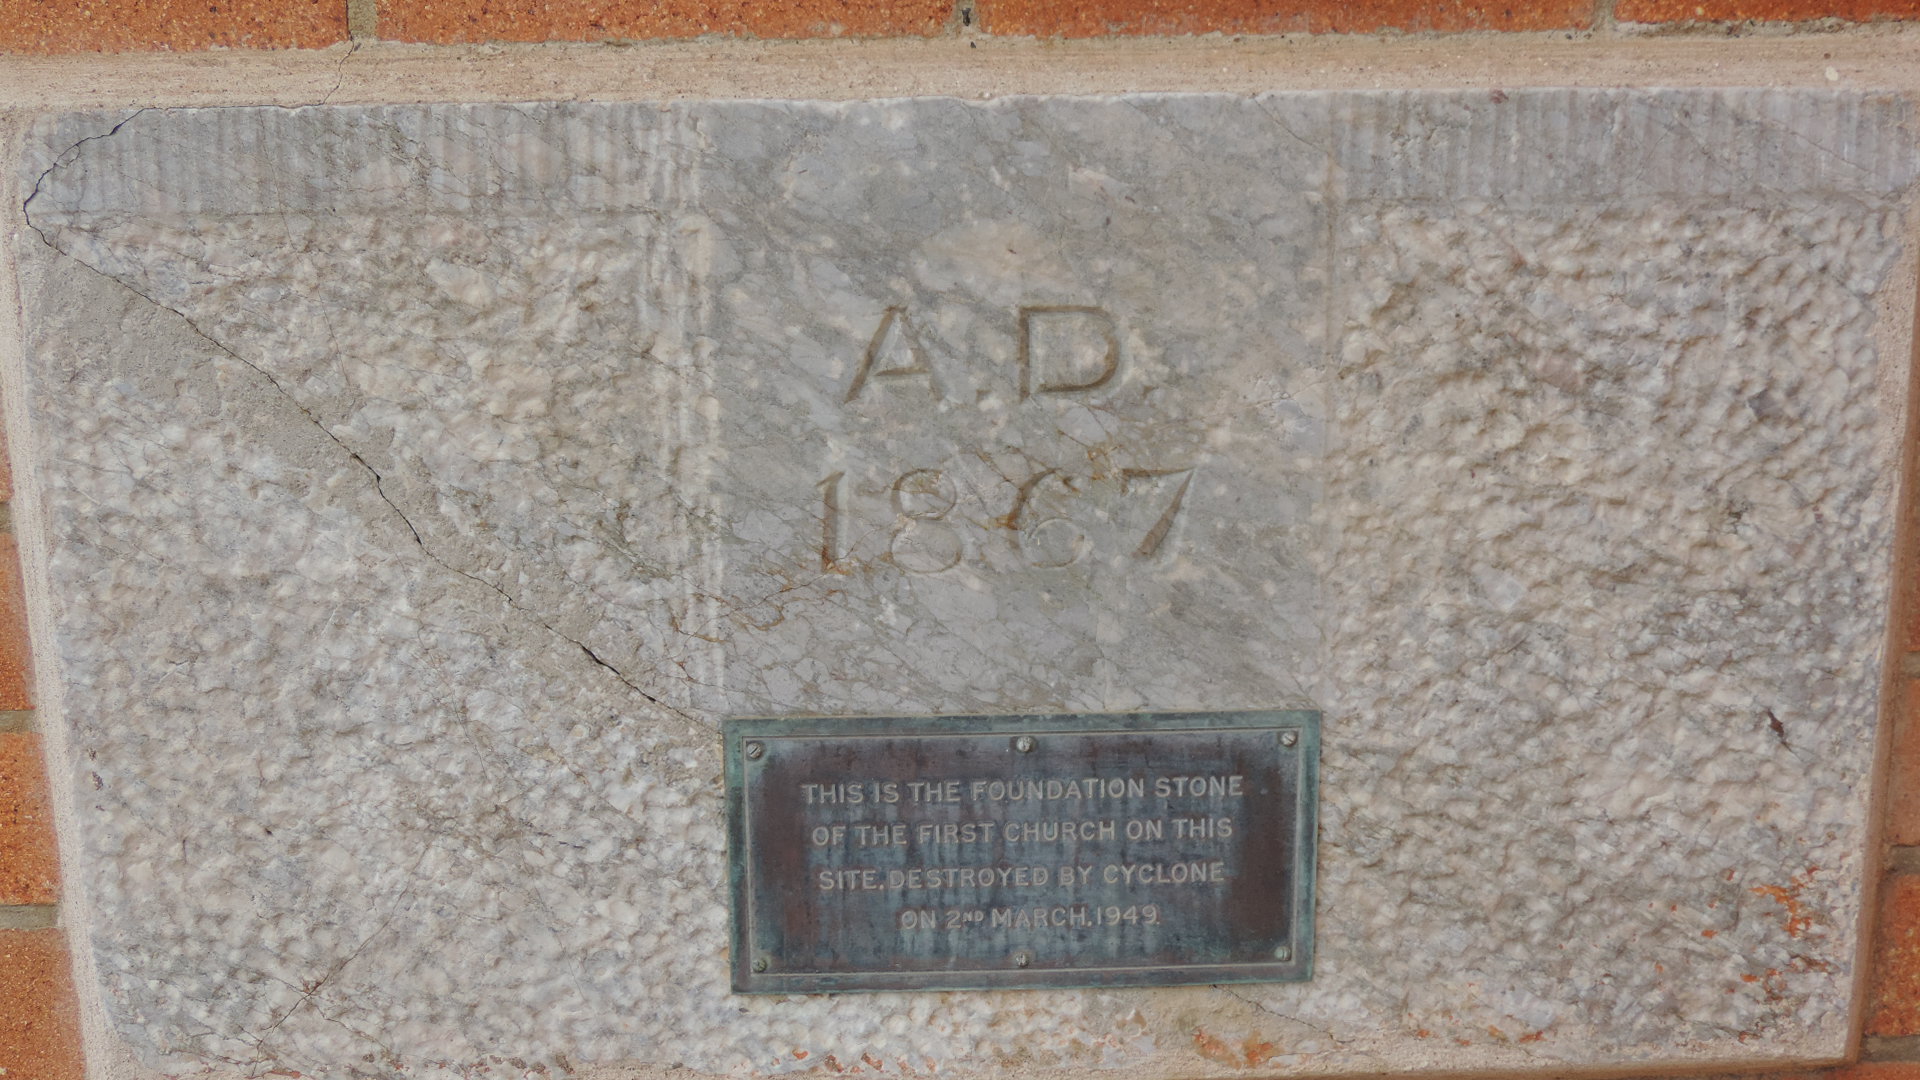 A D
1867
THIS IS THE FOUNDATION STONE
OF THE FIRST CHURCH ON THIS
SITE. DESTROYED BY CYCLONE
ON 2ND MARCH, 1949.